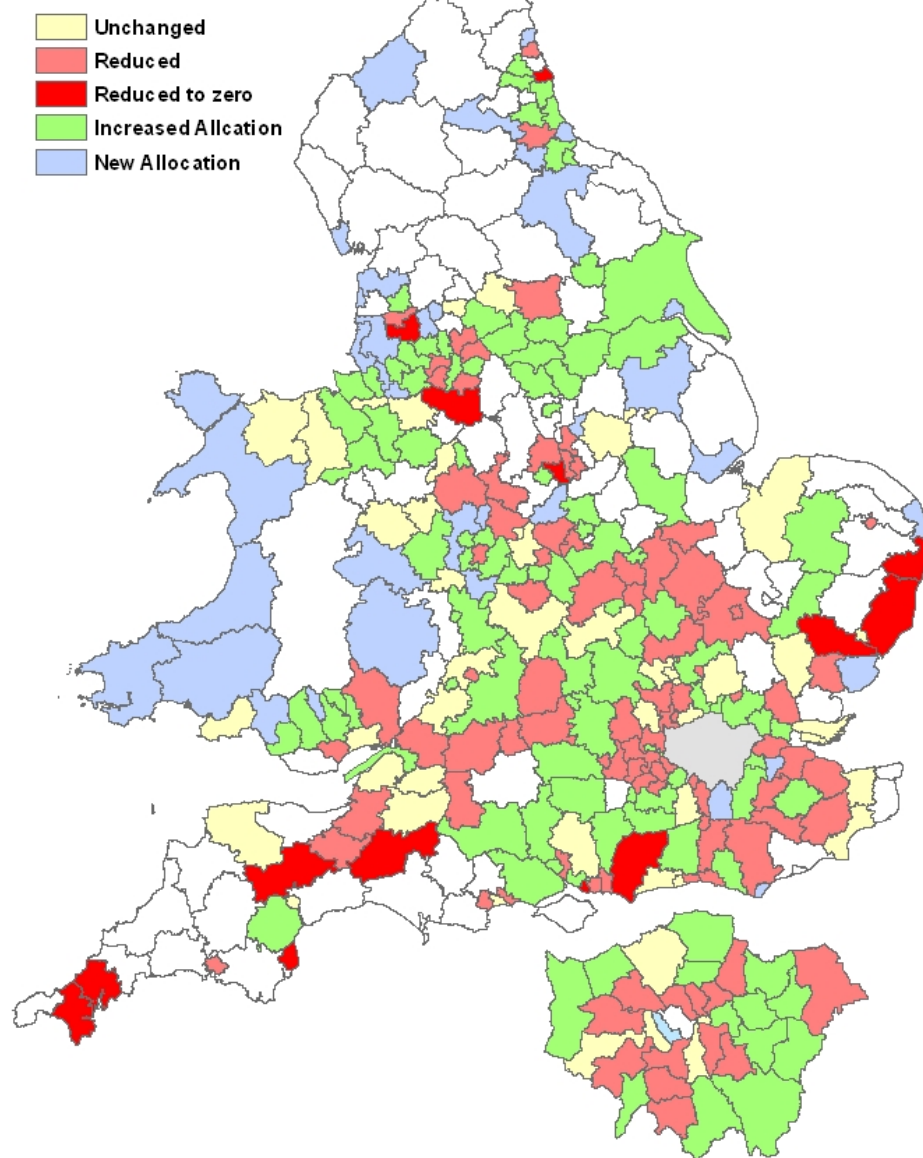 Unchanged
Reduced
Reduced to zero
Increased Allcation
New Allocation